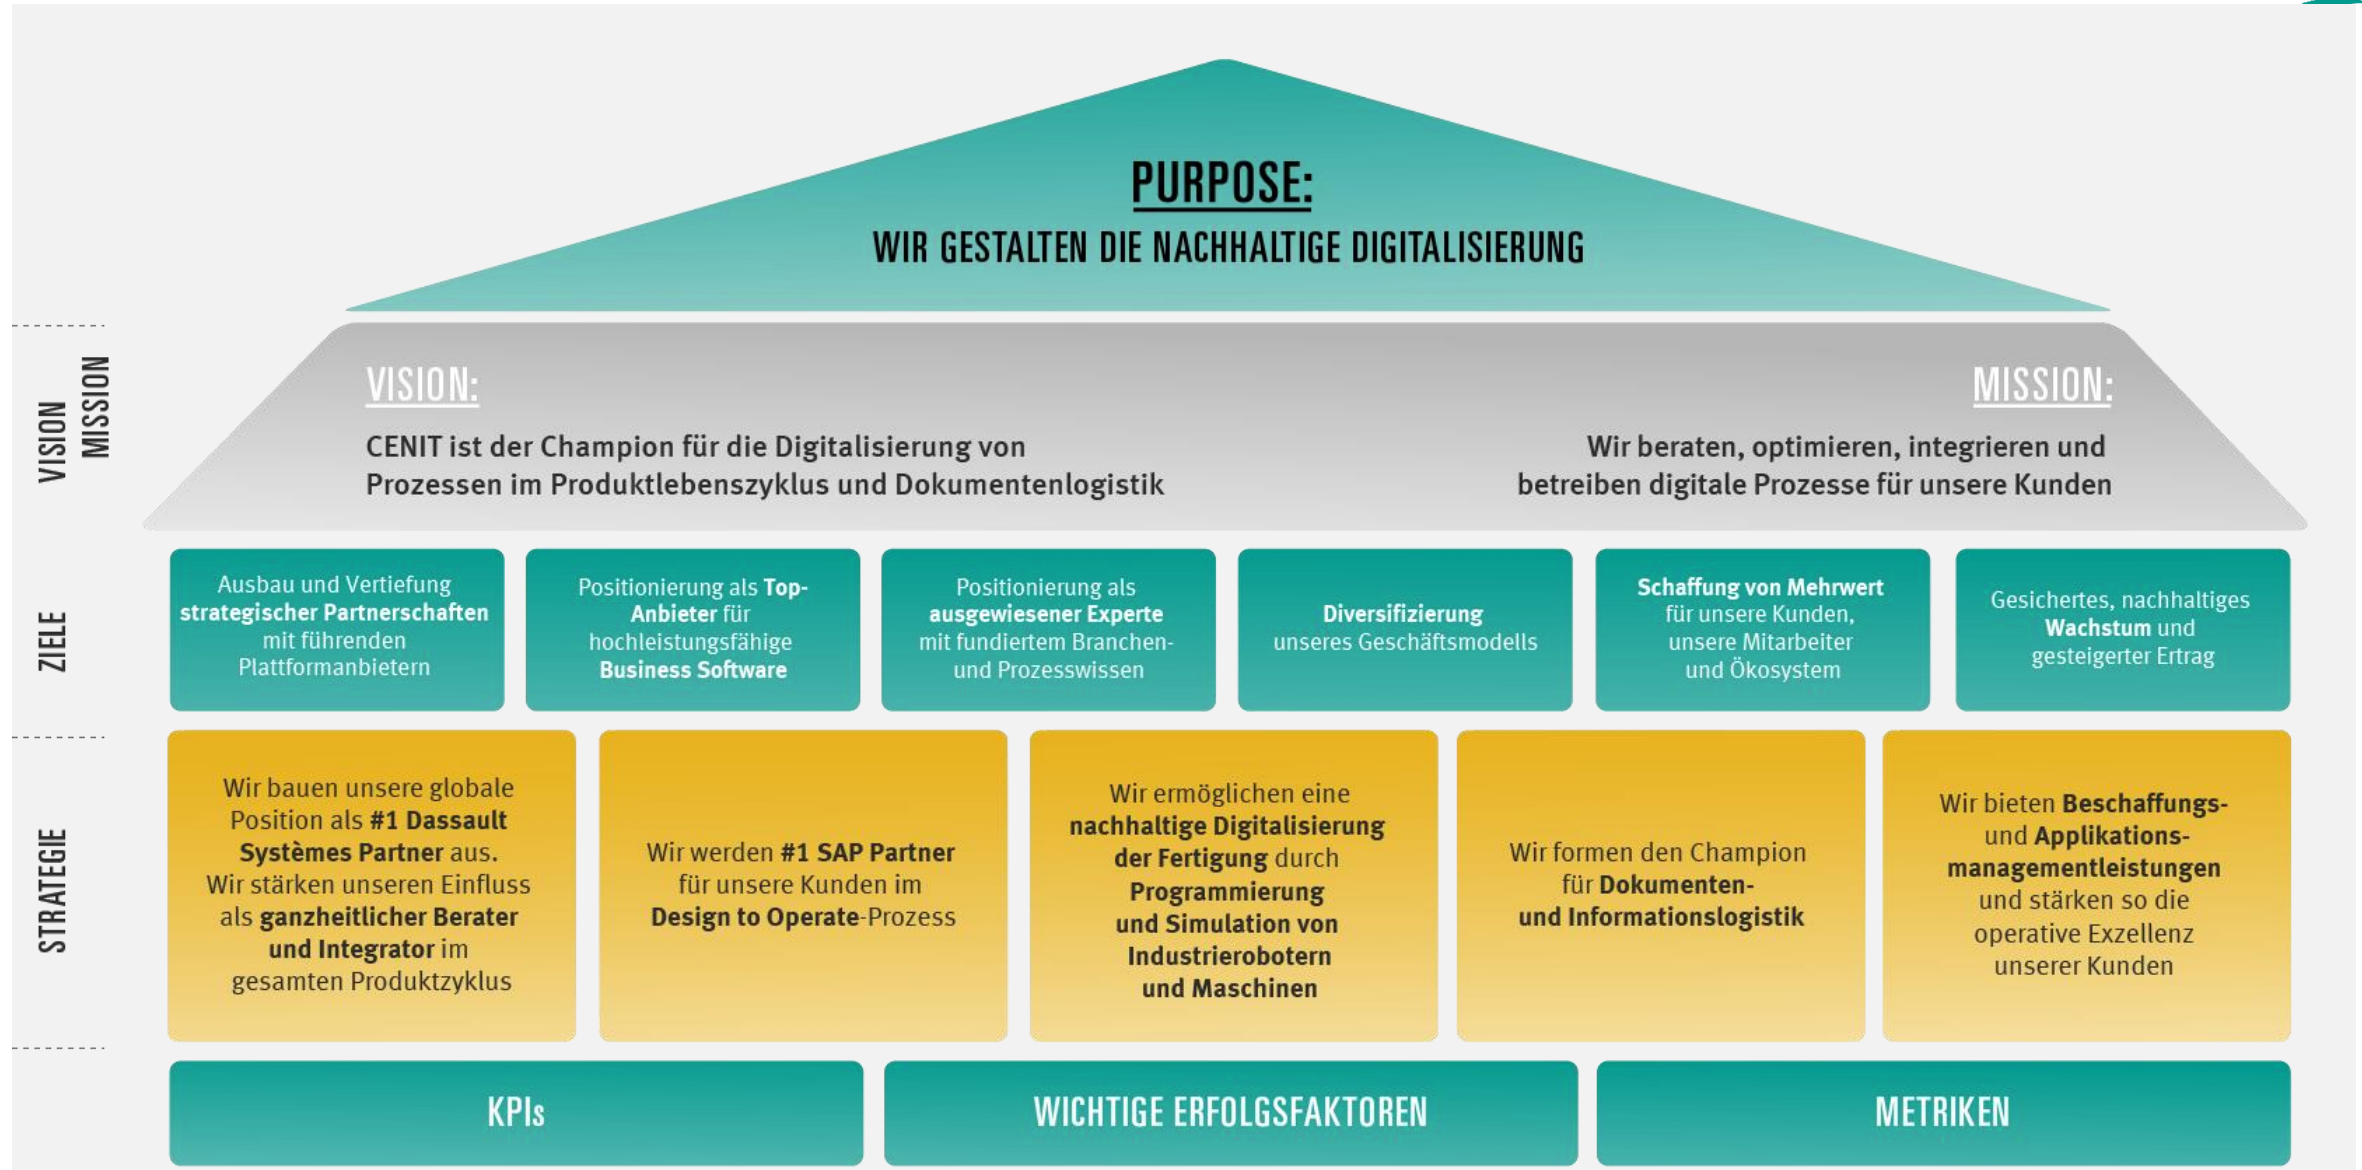 PURPOSE:
WIR GESTALTEN DIE NACHHALTIGE DIGITALISIERUNG
VISION
MISSION
VISION:
CENIT ist der Champion für die Digitalisierung von
Prozessen im Produktlebenszyklus und Dokumentenlogistik
MISSION:
Wir beraten, optimieren, integrieren und
betreiben digitale Prozesse für unsere Kunden
ZIELE
Ausbau und Vertiefung
strategischer Partnerschaften
mit führenden
Plattformanbietern
Positionierung als Top-
Anbieter für
hochleistungsfähige
Business Software
Positionierung als
ausgewiesener Experte
mit fundiertem Branchen-
und Prozesswissen
Diversifizierung
unseres Geschäftsmodells
Schaffung von Mehrwert
für unsere Kunden,
unsere Mitarbeiter
und Ökosystem
Gesichertes, nachhaltiges
Wachstum und
gesteigerter Ertrag
STRATEGIE
Wir bauen unsere globale
Position als #1 Dassault
Systèmes Partner aus.
Wir stärken unseren Einfluss
als ganzheitlicher Berater
und Integrator im
gesamten Produktzyklus
Wir werden #1 SAP Partner
für unsere Kunden im
Design to Operate-Prozess
Wir ermöglichen eine
nachhaltige Digitalisierung
der Fertigung durch
Programmierung
und Simulation von
Industrierobotern
und Maschinen
Wir formen den Champion
für Dokumenten-
und Informationslogistik
Wir bieten Beschaffungs-
und Applikations-
managementleistungen
und stärken so die
operative Exzellenz
unserer Kunden
KPIs
WICHTIGE ERFOLGSFAKTOREN
METRIKEN